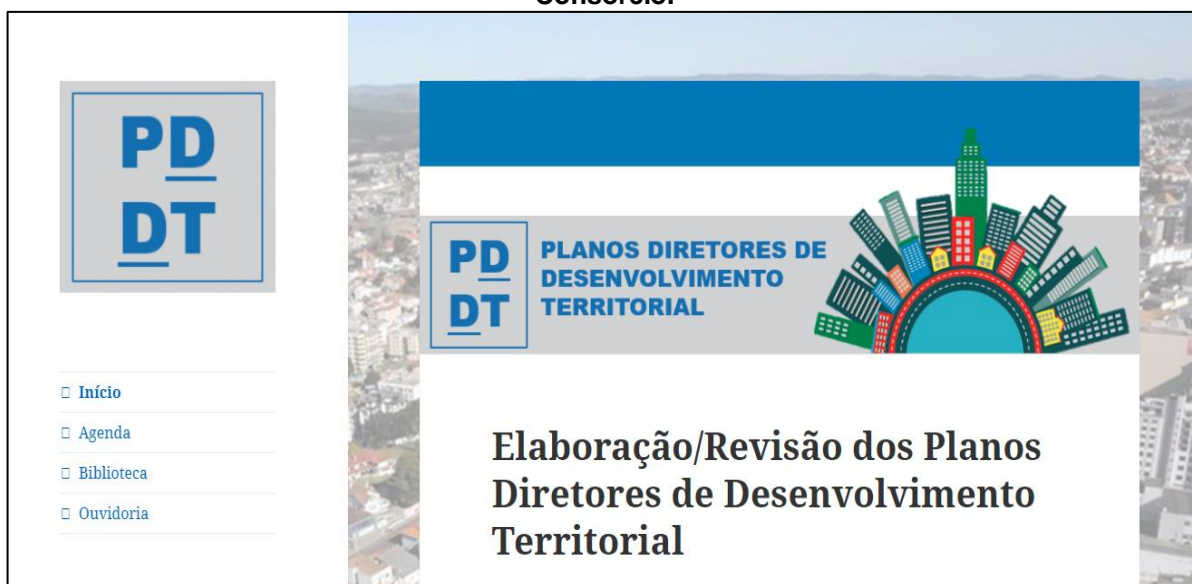 PD
DT
Início
Agenda
Biblioteca
Ouvidoria
PD
DT
PLANOS DIRETORES DE
DESENVOLVIMENTO
TERRITORIAL
Elaboração/Revisão dos Planos
Diretores de Desenvolvimento
Territorial